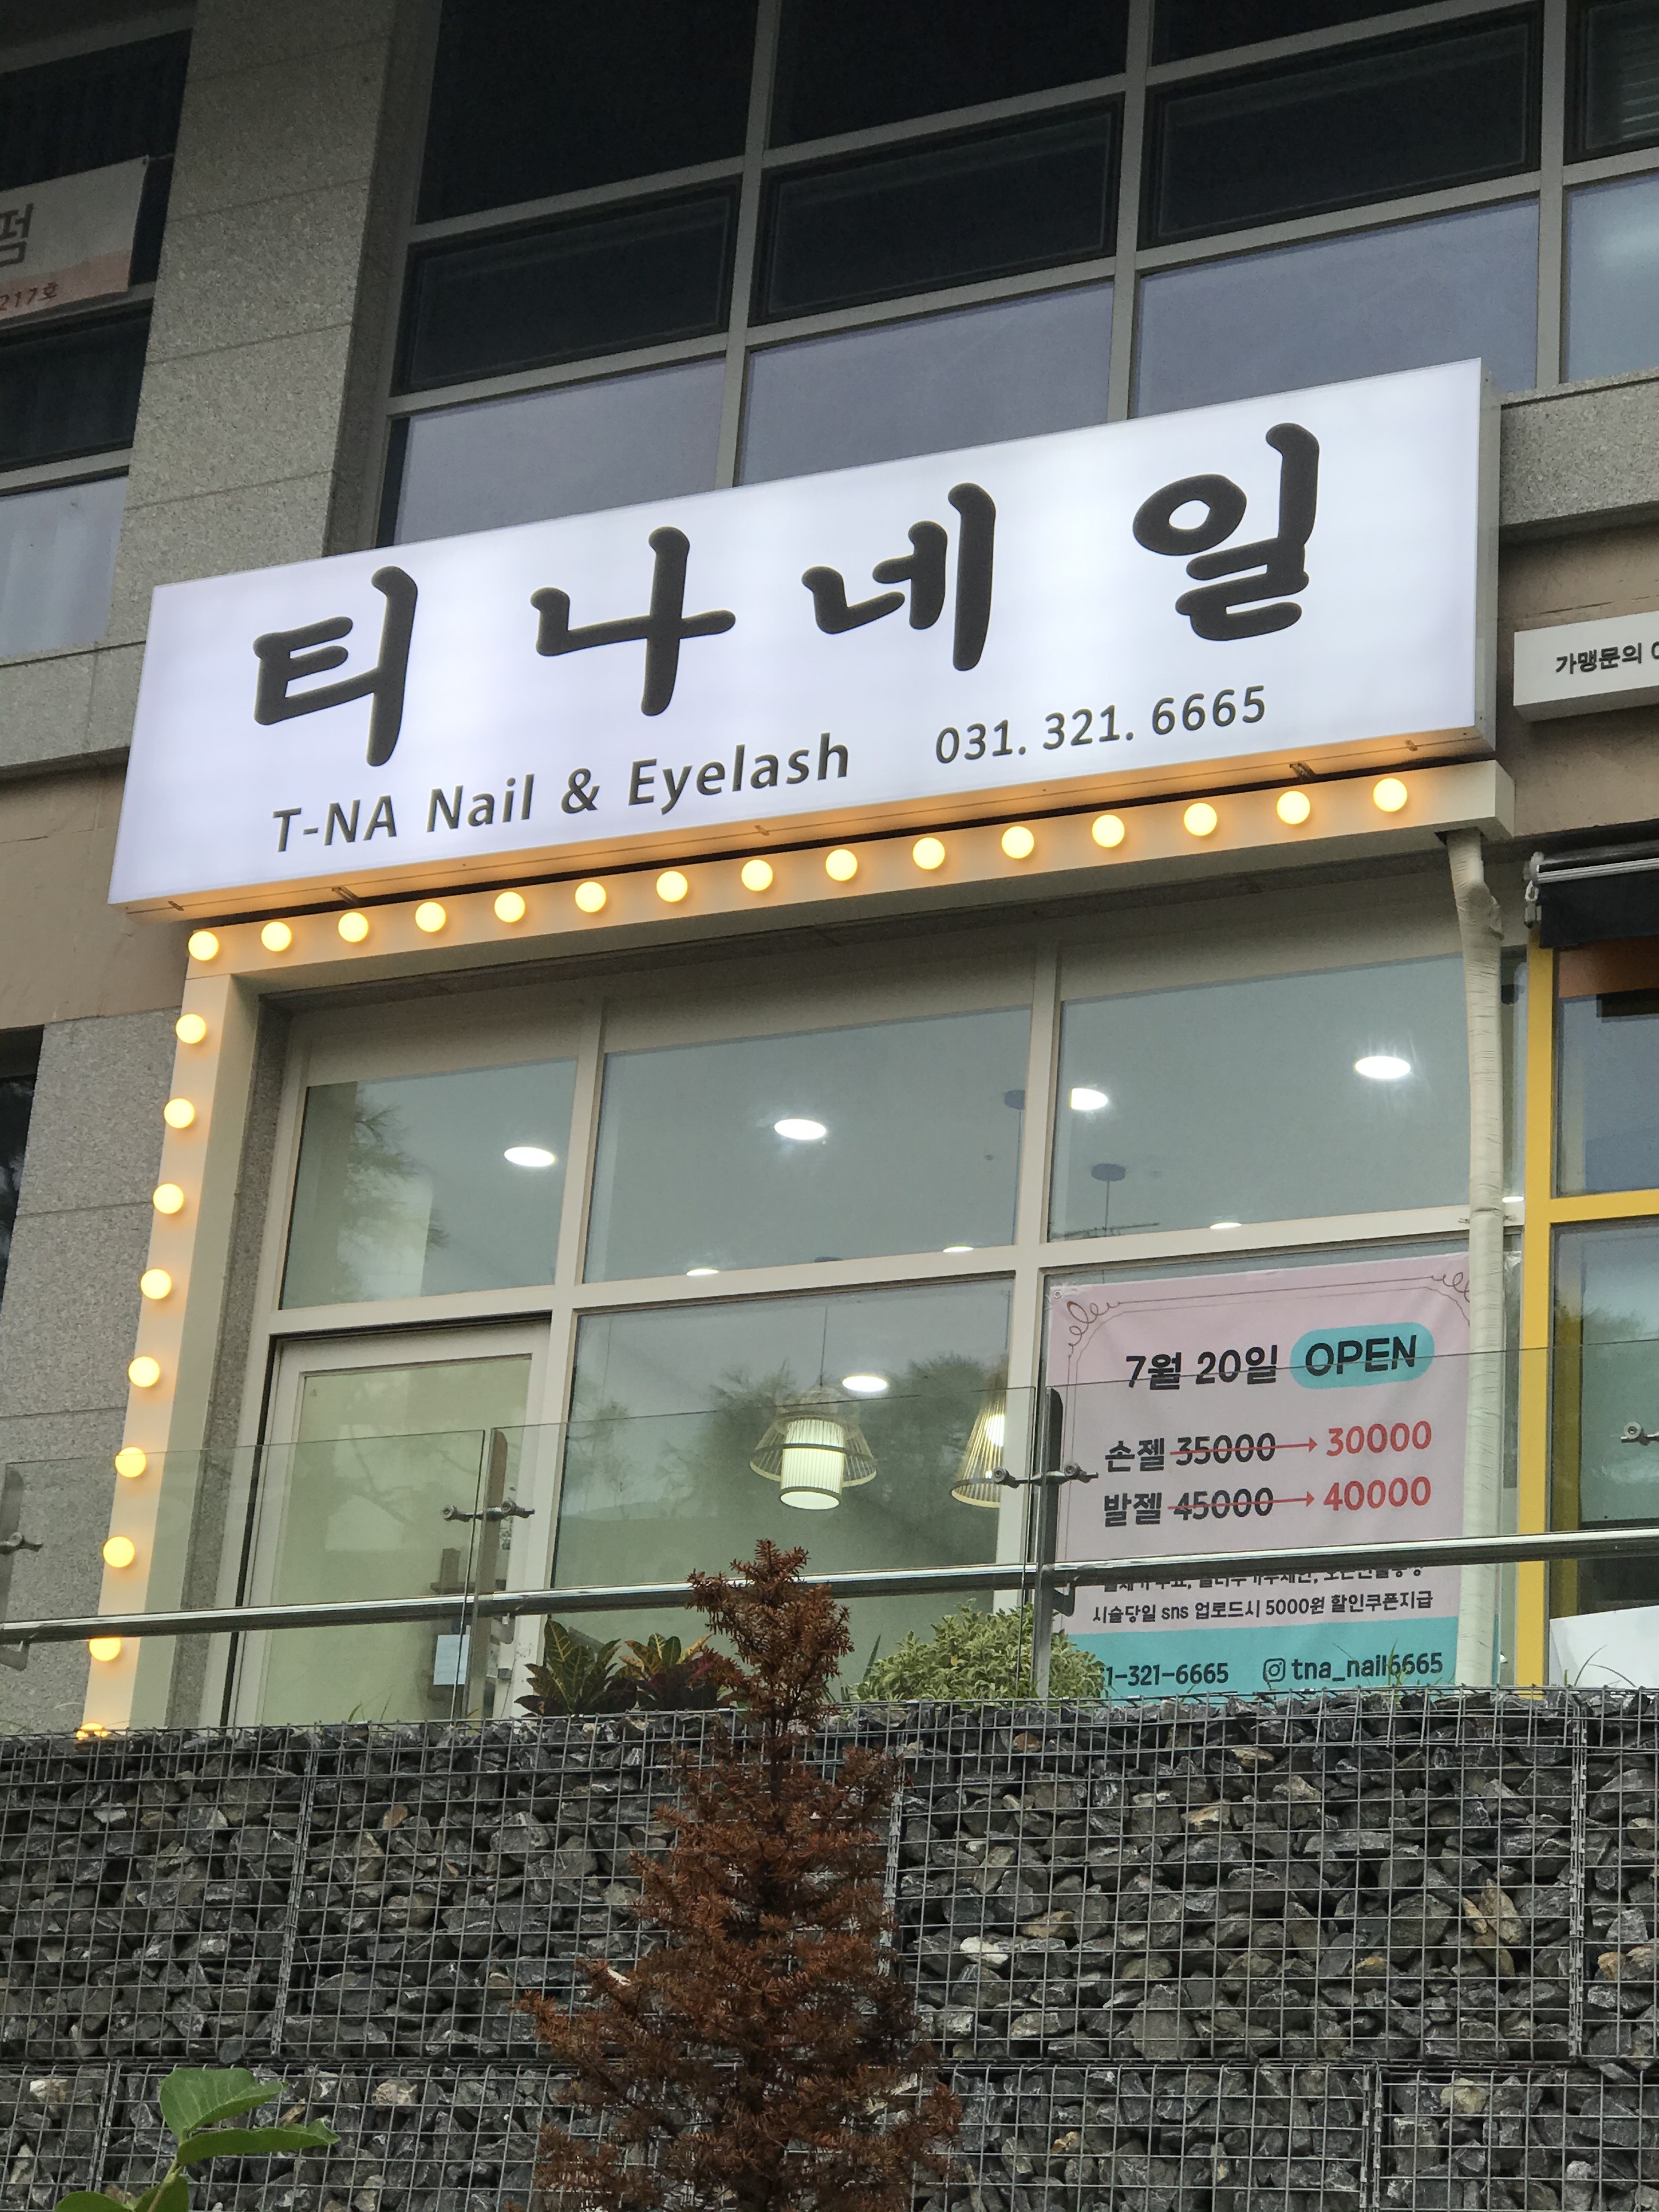 펌
217호
티나네일
T-NA Nail & Eyelash 031. 321. 6665
가맹문의
7월 20일 OPEN
손젤 35000 → 30000
발젤 45000 → 40000
시술당일 sns 업로드시 5000원 할인쿠폰지급
1-321-6665 tna_nail6665